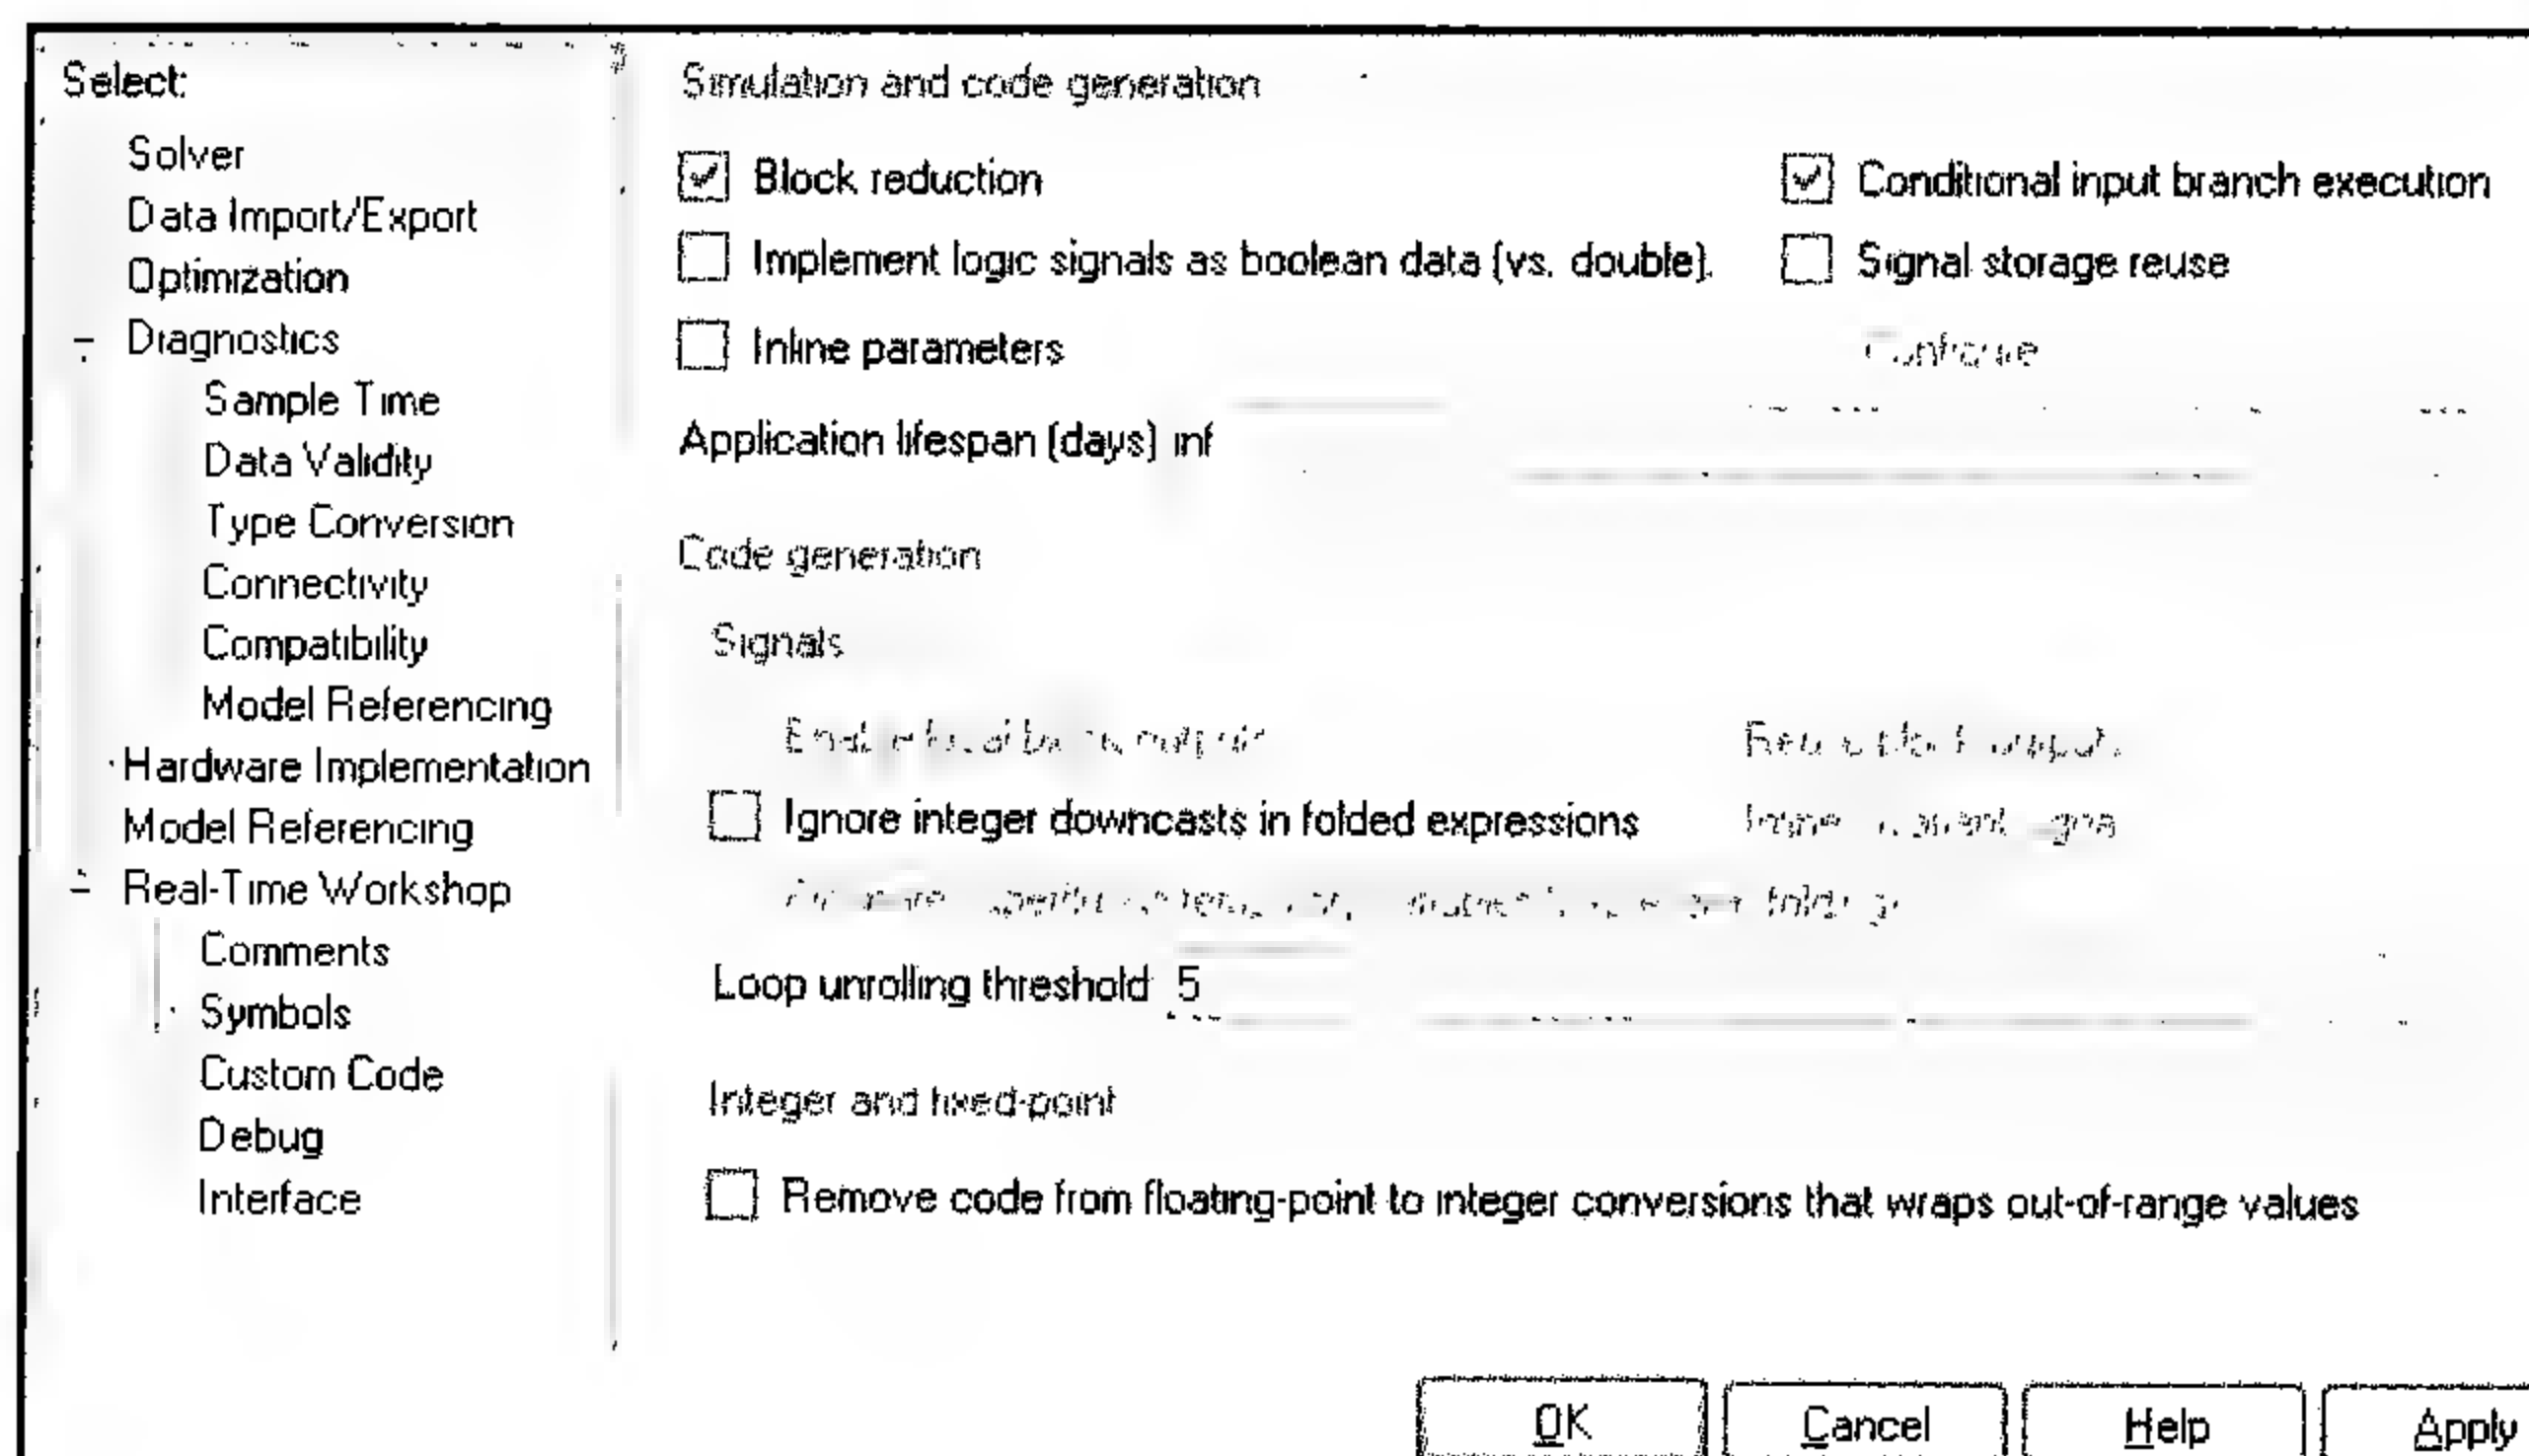 Select:
Solver
Data Import/Export
Optimization
Diagnostics
Sample Time
Data Validity
Type Conversion
Connectivity
Compatibility
Model Referencing
Hardware Implementation
Model Referencing
Real-Time Workshop
Comments
Symbols
Custom Code
Debug
Interface
Simulation and code generation
Block reduction
Conditional input branch execution
Implement logic signals as boolean data (vs. double).
Signal storage reuse
Inline parameters
Configure
Application lifespan (days) inf
Code generation
Signals
Ignore integer downcasts in folded expressions
Loop unrolling threshold 5
Integer and fixed-point
Remove code from floating-point to integer conversions that wraps out-of-range values
OK Cancel Help Apply